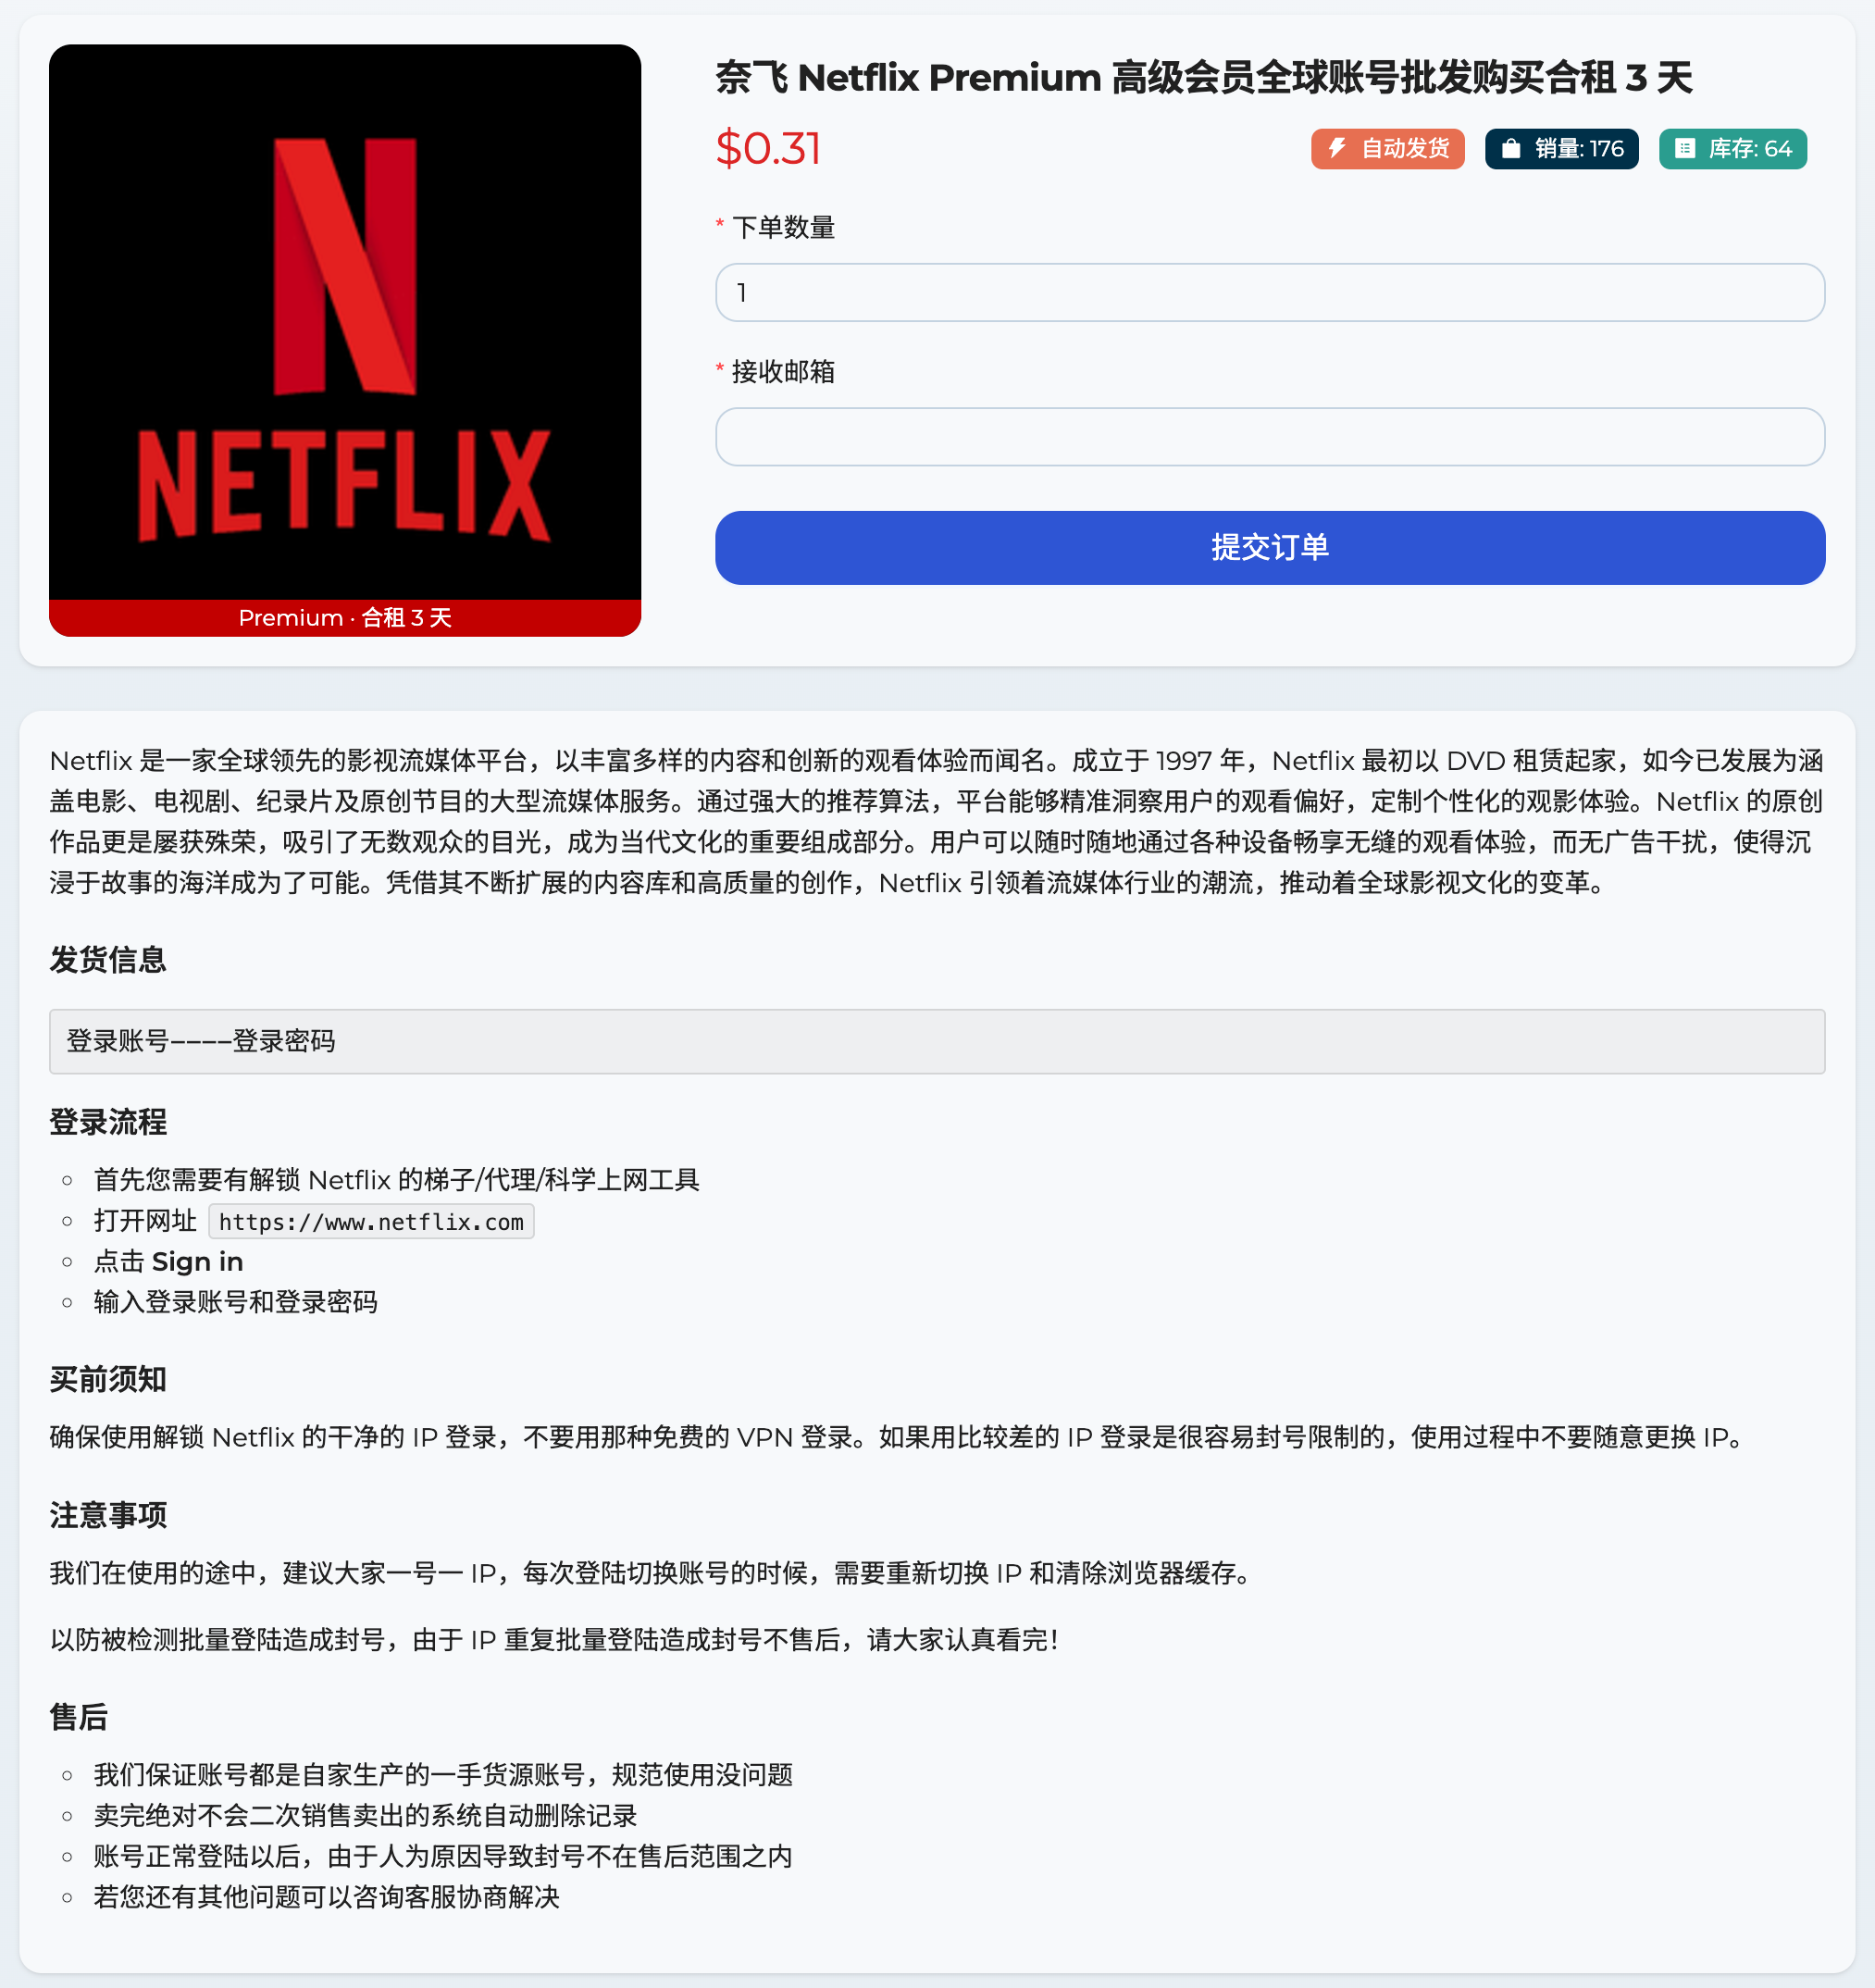 NETFLIX
Premium · 合租 3 天
奈飞 Netflix Premium 高级会员全球账号批发购买合租 3 天
$0.31
自动发货
销量: 176
库存: 64
* 下单数量
1
* 接收邮箱
提交订单
Netflix 是一家全球领先的影视流媒体平台，以丰富多样的内容和创新的观看体验而闻名。成立于 1997 年，Netflix 最初以 DVD 租赁起家，如今已发展为涵
盖电影、电视剧、纪录片及原创节目的大型流媒体服务。通过强大的推荐算法，平台能够精准洞察用户的观看偏好，定制个性化的观影体验。Netflix 的原创
作品更是屡获殊荣，吸引了无数观众的目光，成为当代文化的重要组成部分。用户可以随时随地通过各种设备畅享无缝的观看体验，而无广告干扰，使得沉
浸于故事的海洋成为了可能。凭借其不断扩展的内容库和高质量的创作，Netflix 引领着流媒体行业的潮流，推动着全球影视文化的变革。
发货信息
登录账号----登录密码
登录流程
首先您需要有解锁 Netflix 的梯子/代理/科学上网工具
打开网址 https://www.netflix.com
点击 Sign in
输入登录账号和登录密码
买前须知
确保使用解锁 Netflix 的干净的 IP 登录，不要用那种免费的 VPN 登录。如果用比较差的 IP 登录是很容易封号限制的，使用过程中不要随意更换 IP。
注意事项
我们在使用的途中，建议大家一号一 IP，每次登陆切换账号的时候，需要重新切换 IP 和清除浏览器缓存。
以防被检测批量登陆造成封号，由于 IP 重复批量登陆造成封号不售后，请大家认真看完！
售后
我们保证账号都是自家生产的一手货源账号，规范使用没问题
卖完绝对不会二次销售卖出的系统自动删除记录
账号正常登陆以后，由于人为原因导致封号不在售后范围之内
若您还有其他问题可以咨询客服协商解决